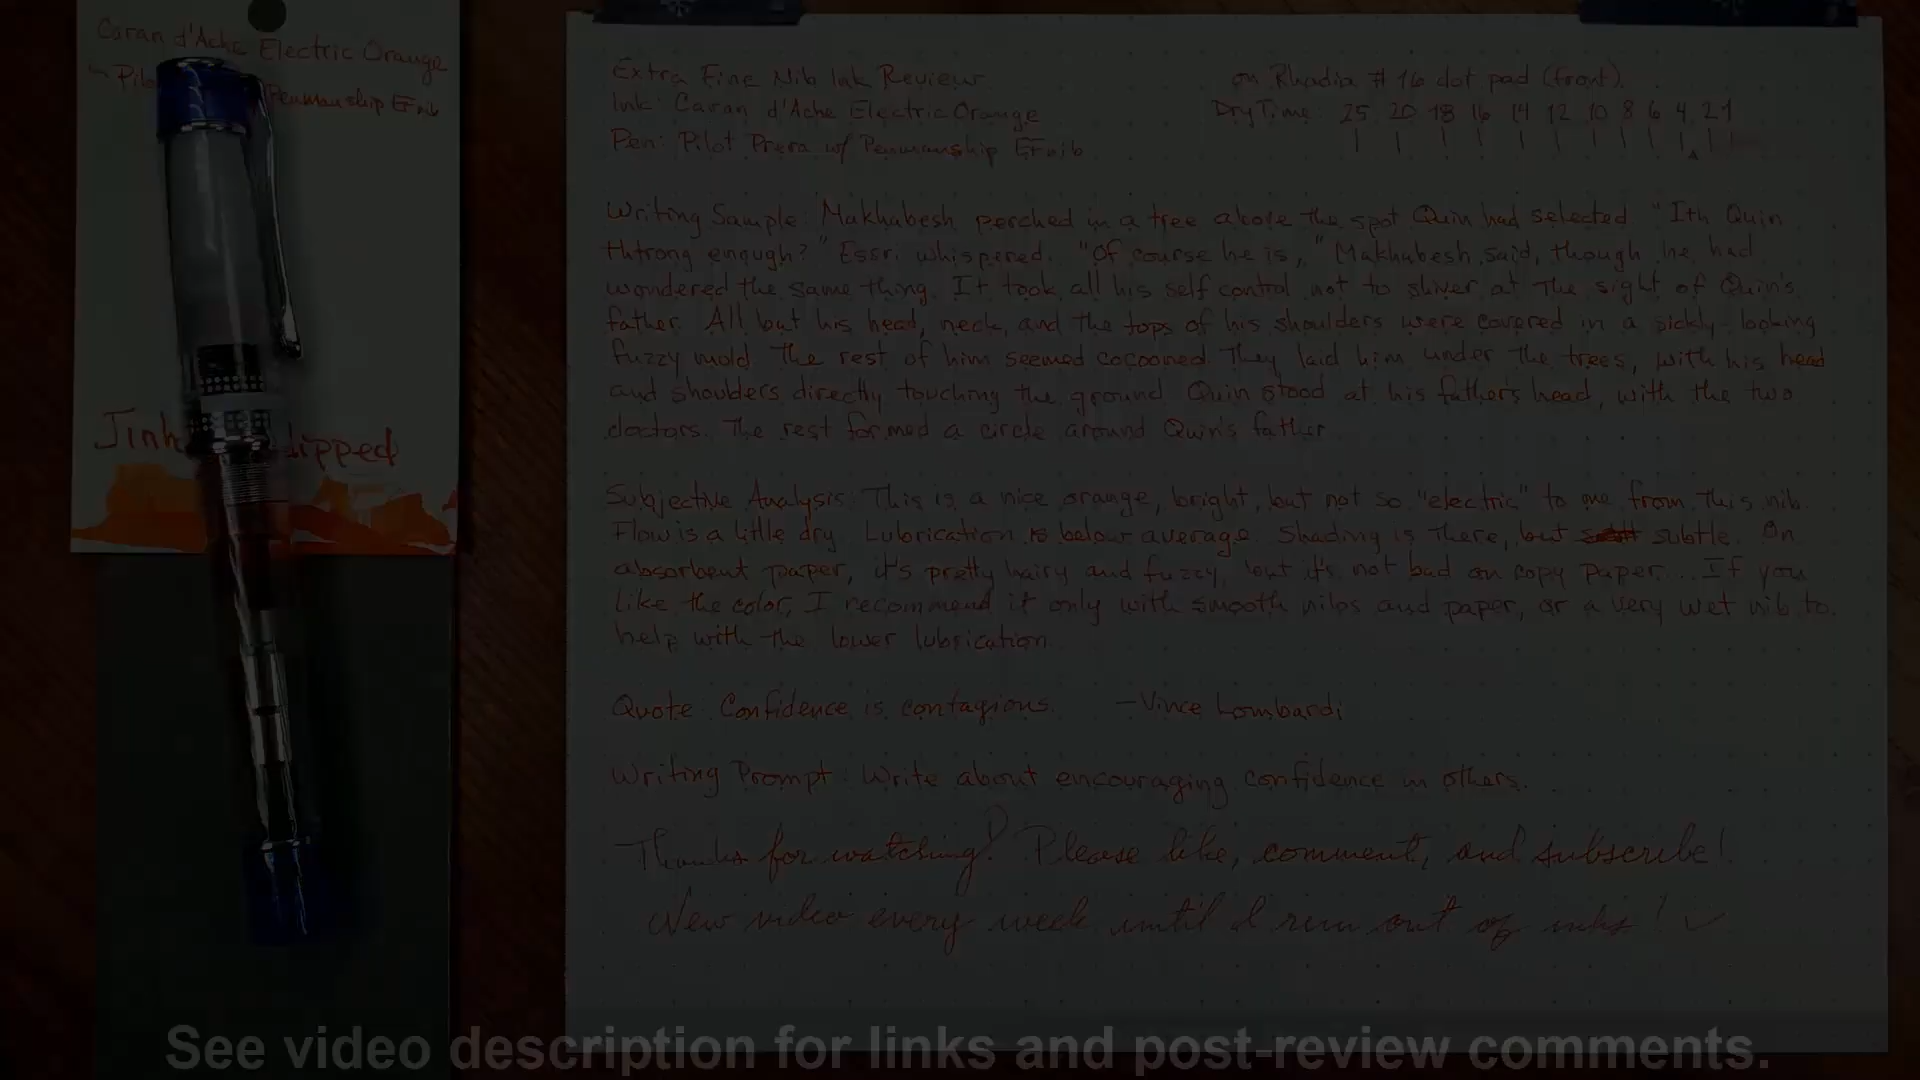 Caran d'Ache Electric Orange
Penmanship EF nib
dipped
Extra Fine Nib Ink Review
Ink: Caran d'Ache Electric Orange
Pen: Pilot Prera w/ Penmanship EF nib
on Rhodia #16 dot pad (front).
Dry Time: 25 20 18 16 14 12 10 8 6 4 2 1
Writing Sample: Makhabesh perched in a tree above the spot Quin had selected. "Ith Quin
thtrong enough?" Essri whispered. "Of course he is," Makhabesh said, though he had
wondered the same thing. It took all his self control not to shiver at the sight of Quin's
father. All but his head, neck, and the tops of his shoulders were covered in a sickly-looking
fuzzy mold. The rest of him seemed cocooned. They laid him under the trees, with his head
and shoulders directly touching the ground. Quin stood at his father's head, with the two
doctors. The rest formed a circle around Quin's father.
Subjective Analysis: This is a nice orange, bright, but not so "electric" to me from this nib.
Flow is a little dry. Lubrication is below average. Shading is there, but subtle. On
absorbent paper, it's pretty hairy and fuzzy, but it's not bad on copy paper.... If you
like the color, I recommend it only with smooth nibs and paper, or a very wet nib to
help with the lower lubrication.
Quote: Confidence is contagious. -Vince Lombardi
Writing Prompt: Write about encouraging confidence in others.
Thanks for watching! Please like, comment, and subscribe!
New video every week until I run out of inks!
See video description for links and post-review comments.